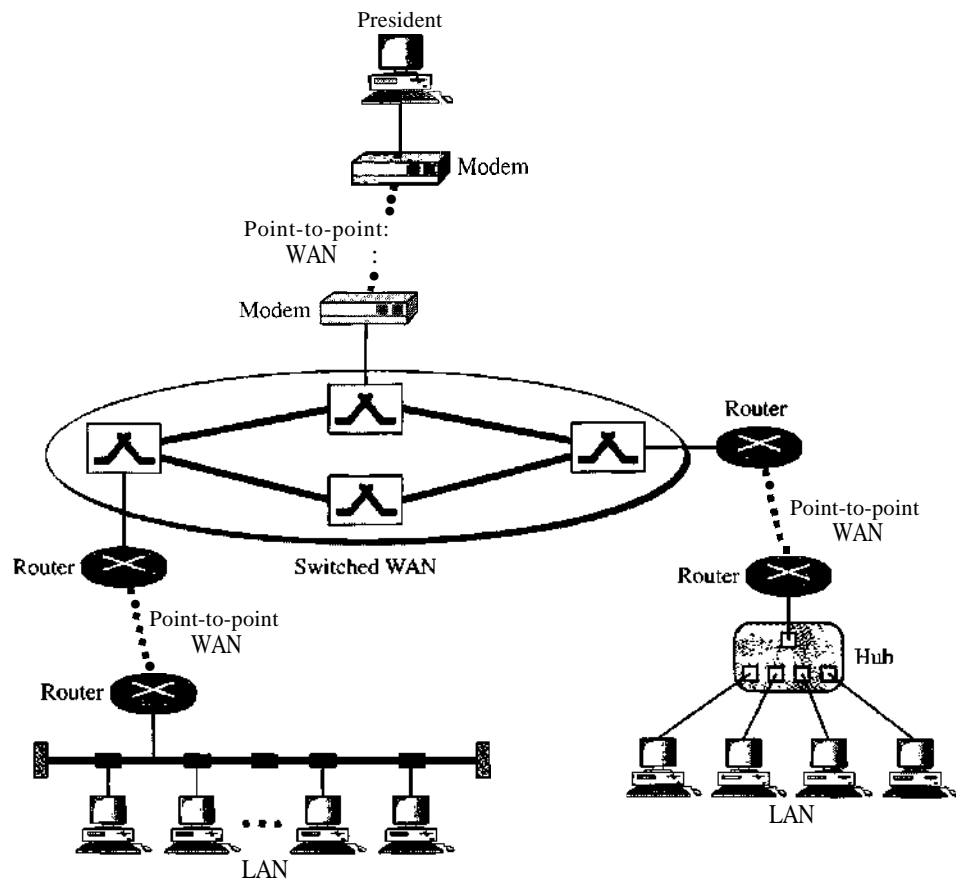 President
Modem
Point-to-point:
WAN :
Modem
Router
Point-to-point
WAN
Switched WAN
Router
Router
Point-to-point
WAN
Router
Hub
LAN
LAN